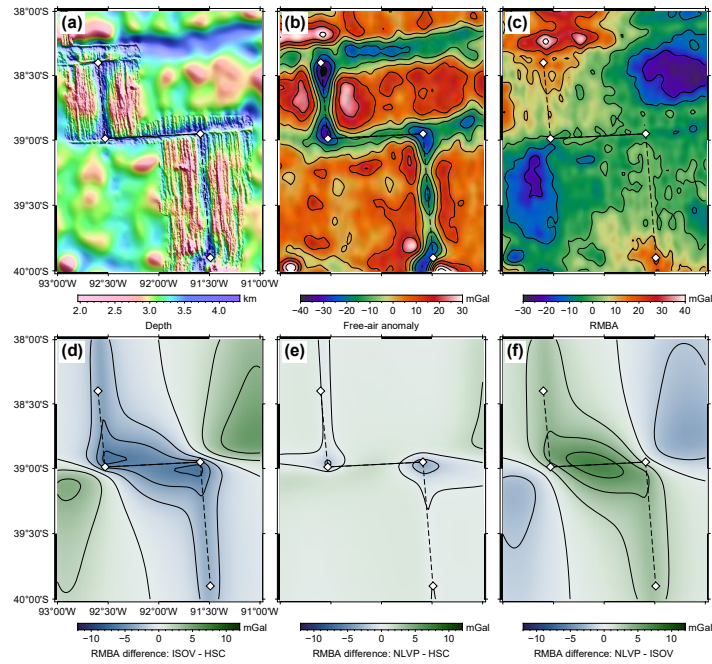 38°00'S
(a)
(b)
(c)
38°30'S
39°00'S
39°30'S
40°00'S
93°00'W 92°30'W 92°00'W 91°30'W 91°00'W
km
2.0 2.5 3.0 3.5 4.0
Depth
mGal
−40 −30 −20 −10 0 10 20 30
Free-air anomaly
mGal
−30 −20 −10 0 10 20 30 40
RMBA
38°00'S
(d)
(e)
(f)
38°30'S
39°00'S
39°30'S
40°00'S
93°00'W 92°30'W 92°00'W 91°30'W 91°00'W
mGal
−10 −5 0 5 10
RMBA difference: ISOV - HSC
mGal
−10 −5 0 5 10
RMBA difference: NLVP - HSC
mGal
−10 −5 0 5 10
RMBA difference: NLVP - ISOV